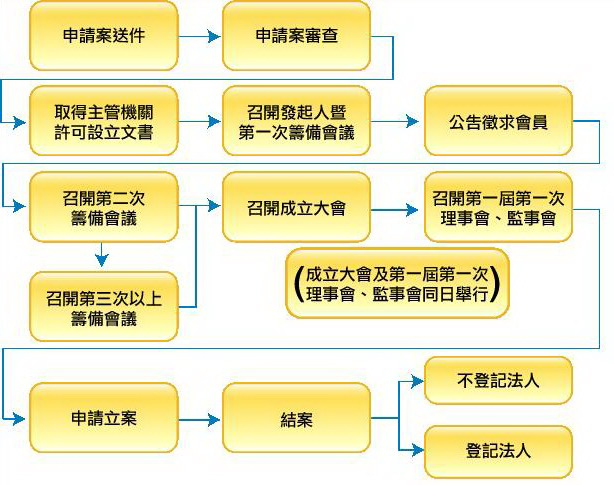 申請案送件
申請案審查
取得主管機關
許可設立文書
召開發起人暨
第一次籌備會議
公告徵求會員
召開第二次
籌備會議
召開成立大會
召開第一屆第一次
理事會、監事會
召開第三次以上
籌備會議
(成立大會及第一屆第一次
理事會、監事會同日舉行)
申請立案
結案
不登記法人
登記法人